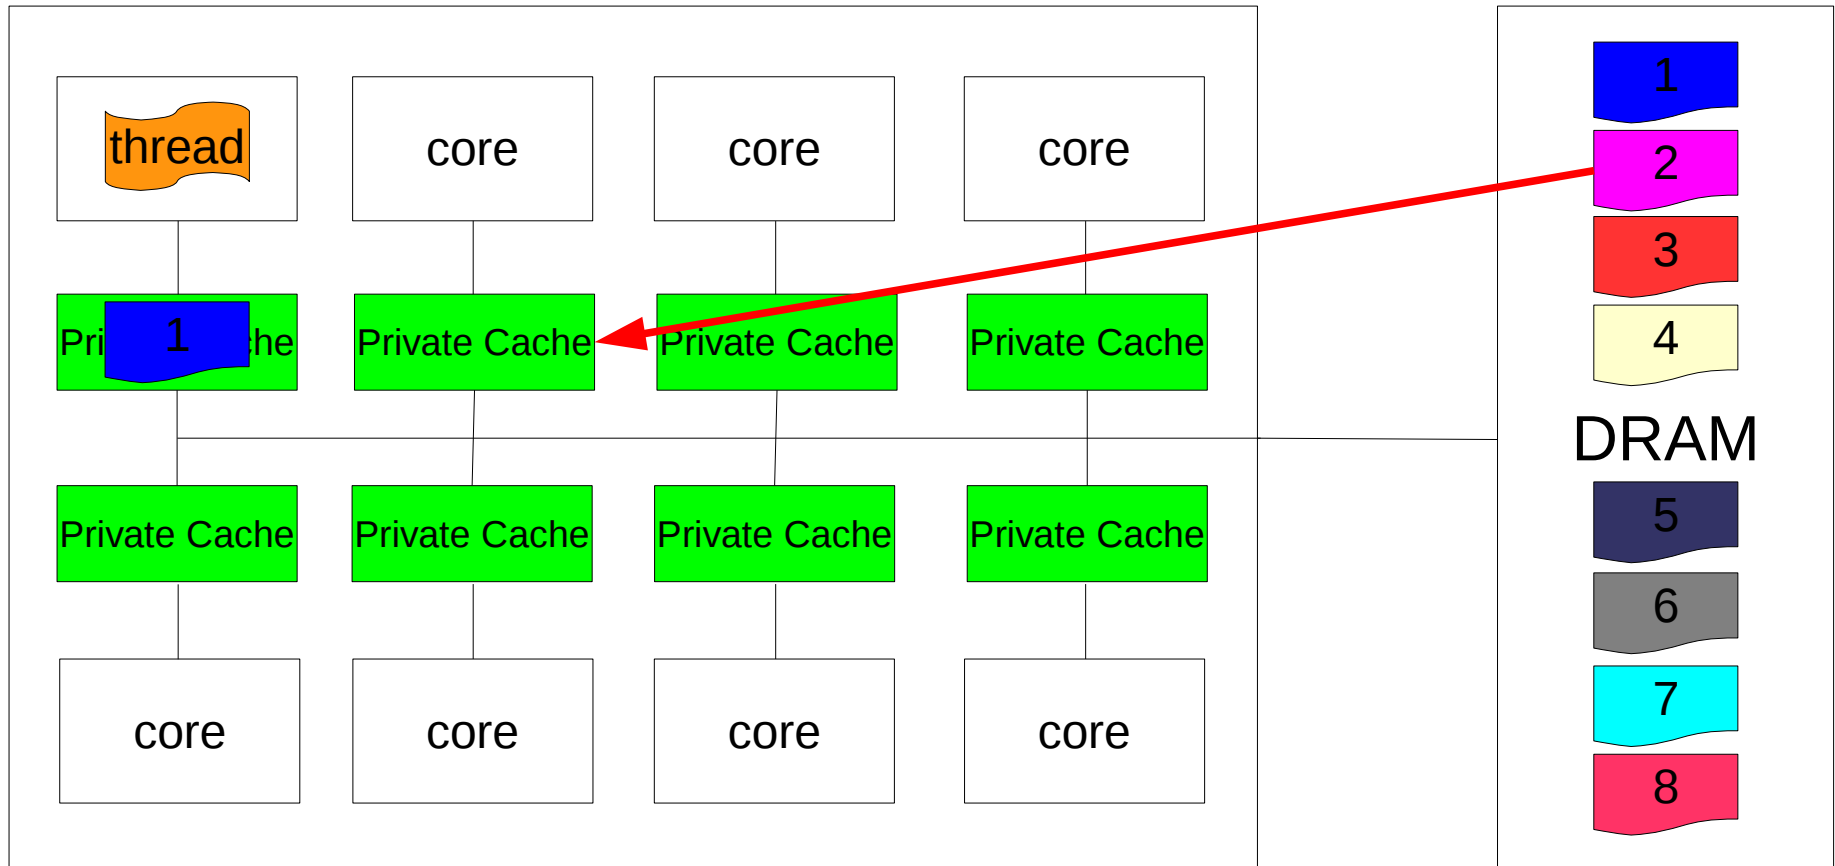 thread
core
core
core
Pri
1
he
Private Cache
Private Cache
Private Cache
Private Cache
Private Cache
Private Cache
Private Cache
core
core
core
core
1
2
3
4
DRAM
5
6
7
8